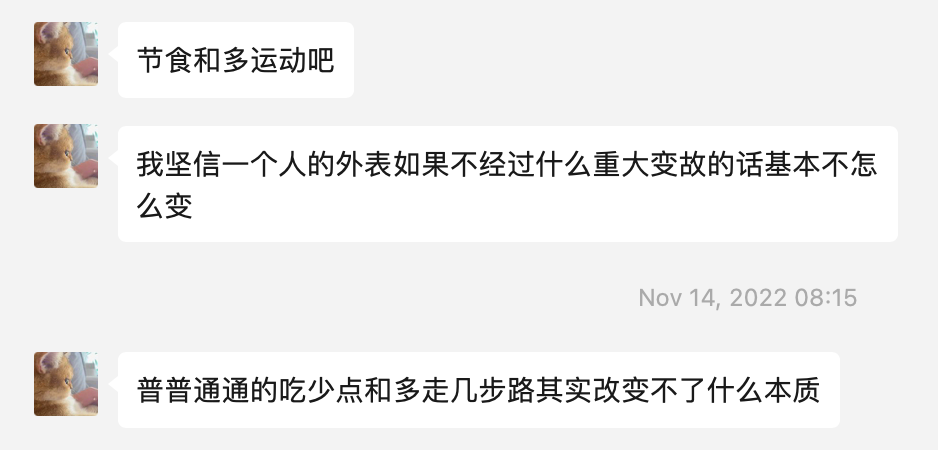 节食和多运动吧
我坚信一个人的外表如果不经过什么重大变故的话基本不怎
么变
Nov 14, 2022 08:15
普普通通的吃少点和多走几步路其实改变不了什么本质